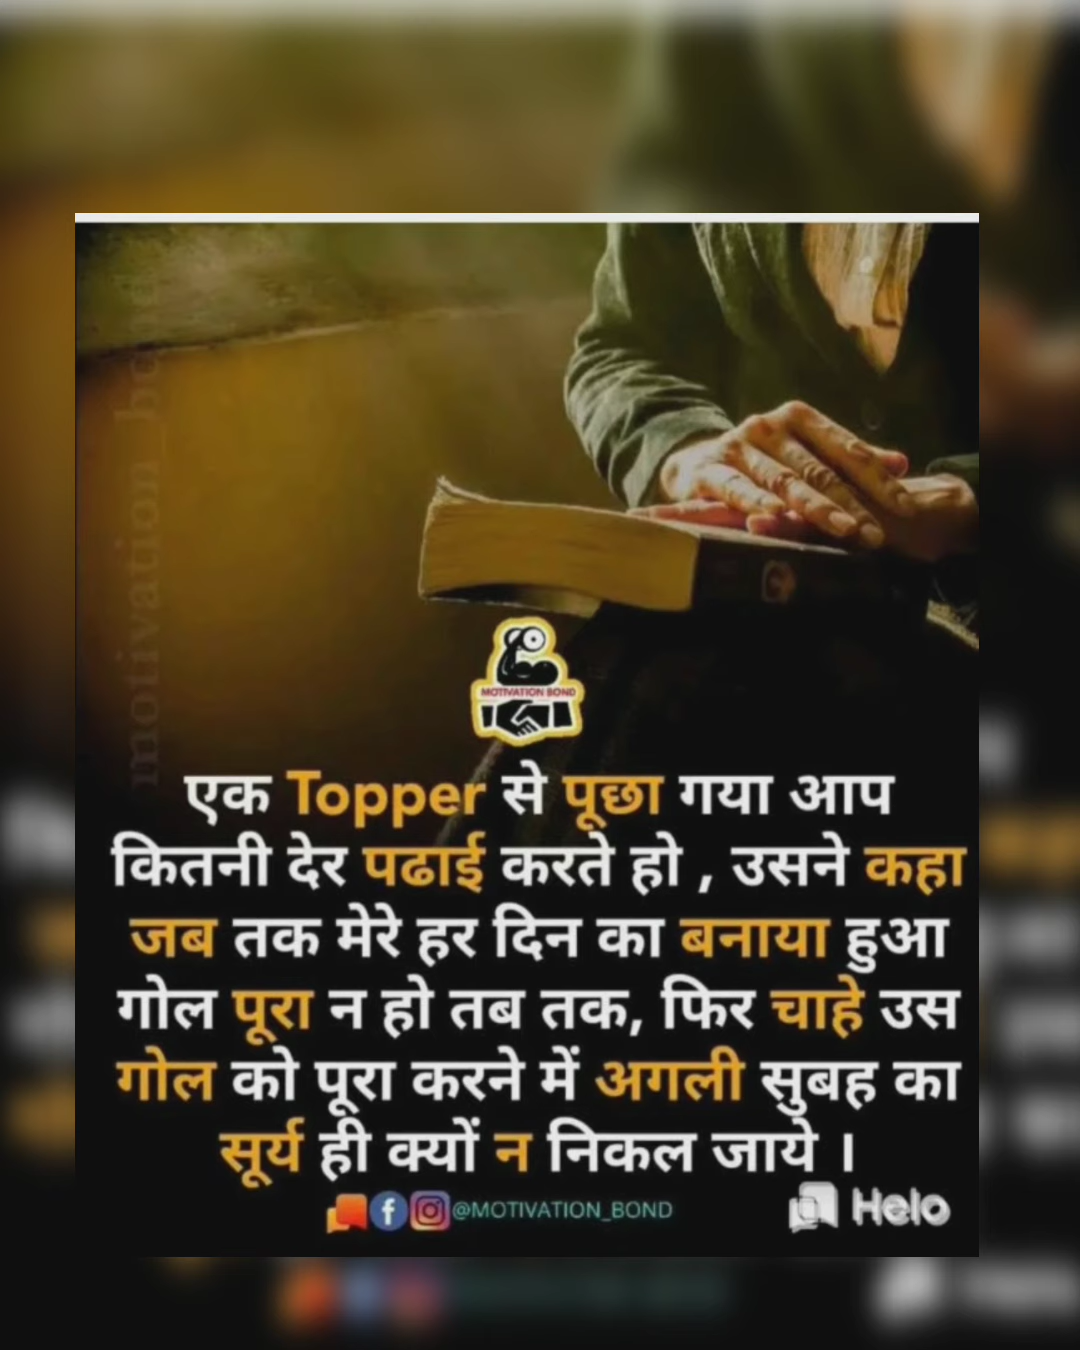 motivation_bo
MOTIVATION BOND
एक Topper से पूछा गया आप
कितनी देर पढाई करते हो , उसने कहा
जब तक मेरे हर दिन का बनाया हुआ
गोल पूरा न हो तब तक, फिर चाहे उस
गोल को पूरा करने में अगली सुबह का
सूर्य ही क्यों न निकल जाये ।
@MOTIVATION_BOND
Helo